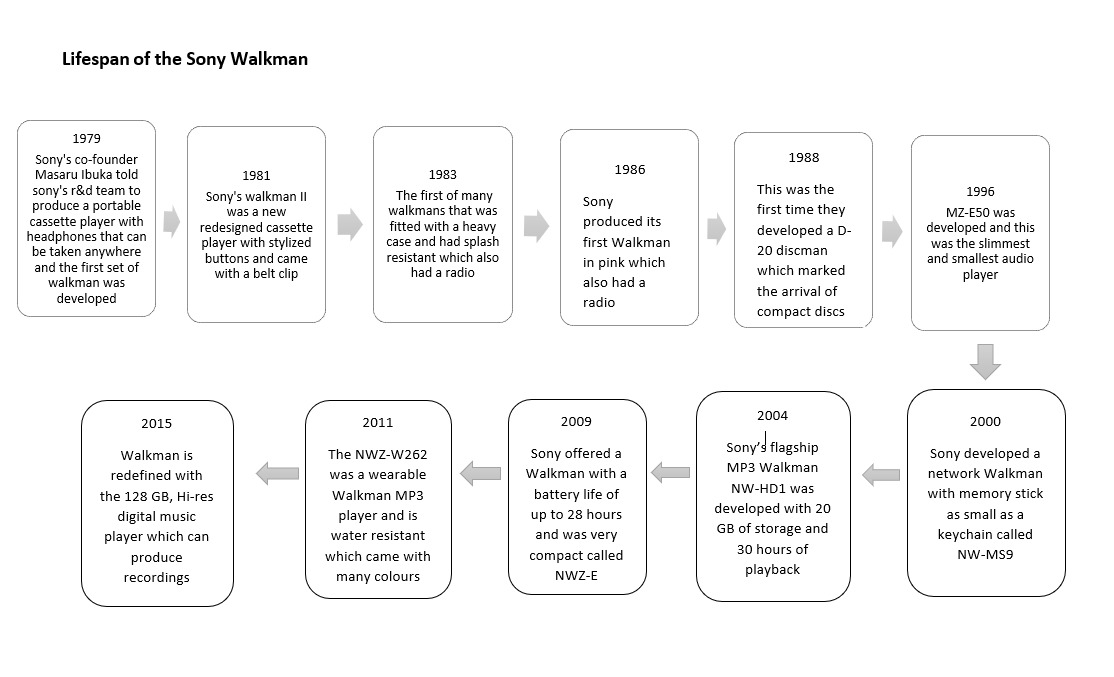 Lifespan of the Sony Walkman
1979
Sony's co-founder
Masaru Ibuka told
sony's r&d team to
produce a portable
cassette player with
headphones that can
be taken anywhere
and the first set of
walkman was
developed
1981
Sony's walkman II
was a new
redesigned cassette
player with stylized
buttons and came
with a belt clip
1983
The first of many
walkmans that was
fitted with a heavy
case and had splash
resistant which also
had a radio
1986
Sony
produced its
first Walkman
in pink which
also had a
radio
1988
This was the
first time they
developed a D-
20 discman
which marked
the arrival of
compact discs
1996
MZ-E50 was
developed and this
was the slimmest
and smallest audio
player
2000
Sony developed a
network Walkman
with memory stick
as small as a
keychain called
NW-MS9
2004
Sony’s flagship
MP3 Walkman
NW-HD1 was
developed with 20
GB of storage and
30 hours of
playback
2009
Sony offered a
Walkman with a
battery life of
up to 28 hours
and was very
compact called
NWZ-E
2011
The NWZ-W262
was a wearable
Walkman MP3
player and is
water resistant
which came with
many colours
2015
Walkman is
redefined with
the 128 GB, Hi-res
digital music
player which can
produce
recordings